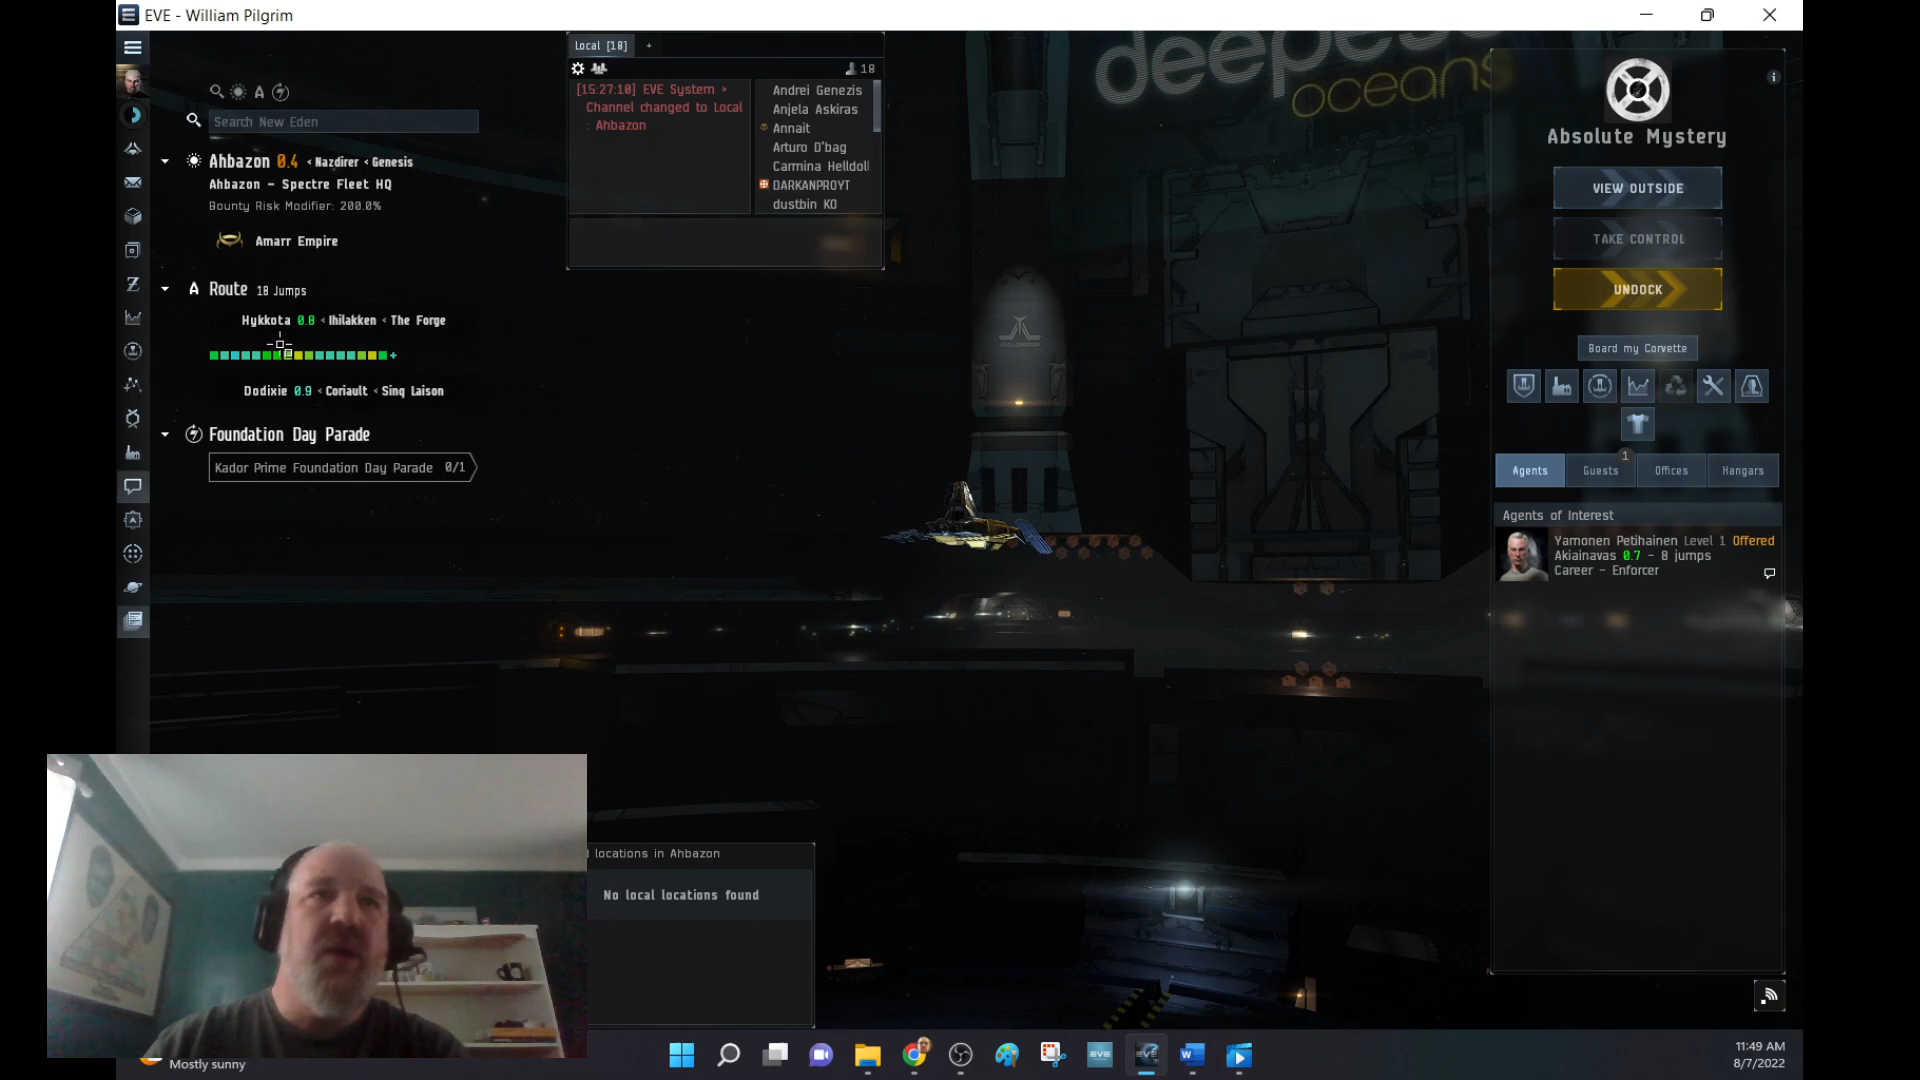 EVE - William Pilgrim
Local [18] +
18
[15:27:10] EVE System >
Channel changed to Local
: Ahbazon
Andrei Genezis
Anjela Askiras
Annait
Arturo D'bag
Carmina Helldoll
DARKANPROYT
dustbin KO
Search New Eden
Ahbazon 0.4 < Nazdirer < Genesis
Ahbazon - Spectre Fleet HQ
Bounty Risk Modifier: 200.0%
Amarr Empire
Route 18 Jumps
Hykkota 0.8 < Ihilakken < The Forge
Dodixie 0.9 < Coriault < Sinq Laison
Foundation Day Parade
Kador Prime Foundation Day Parade 0/1
deepes
oceans
Absolute Mystery
VIEW OUTSIDE
TAKE CONTROL
UNDOCK
Board my Corvette
1
Agents Guests Offices Hangars
Agents of Interest
Yamonen Petihainen Level 1 Offered
Akiainavas 0.7 - 8 jumps
Career - Enforcer
locations in Ahbazon
No local locations found
Mostly sunny
EVE
EVE
W
11:49 AM
8/7/2022